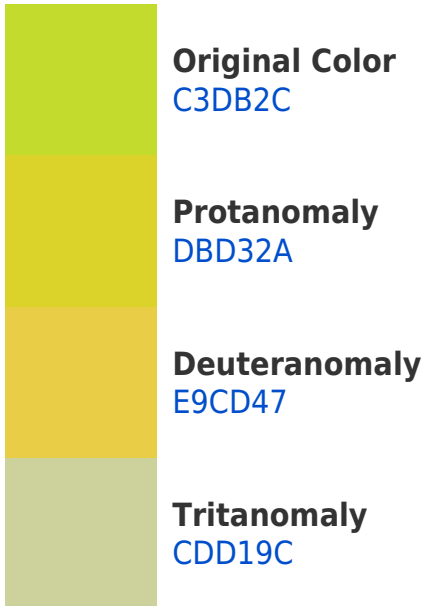 Original Color
C3DB2C
Protanomaly
DBD32A
Deuteranomaly
E9CD47
Tritanomaly
CDD19C